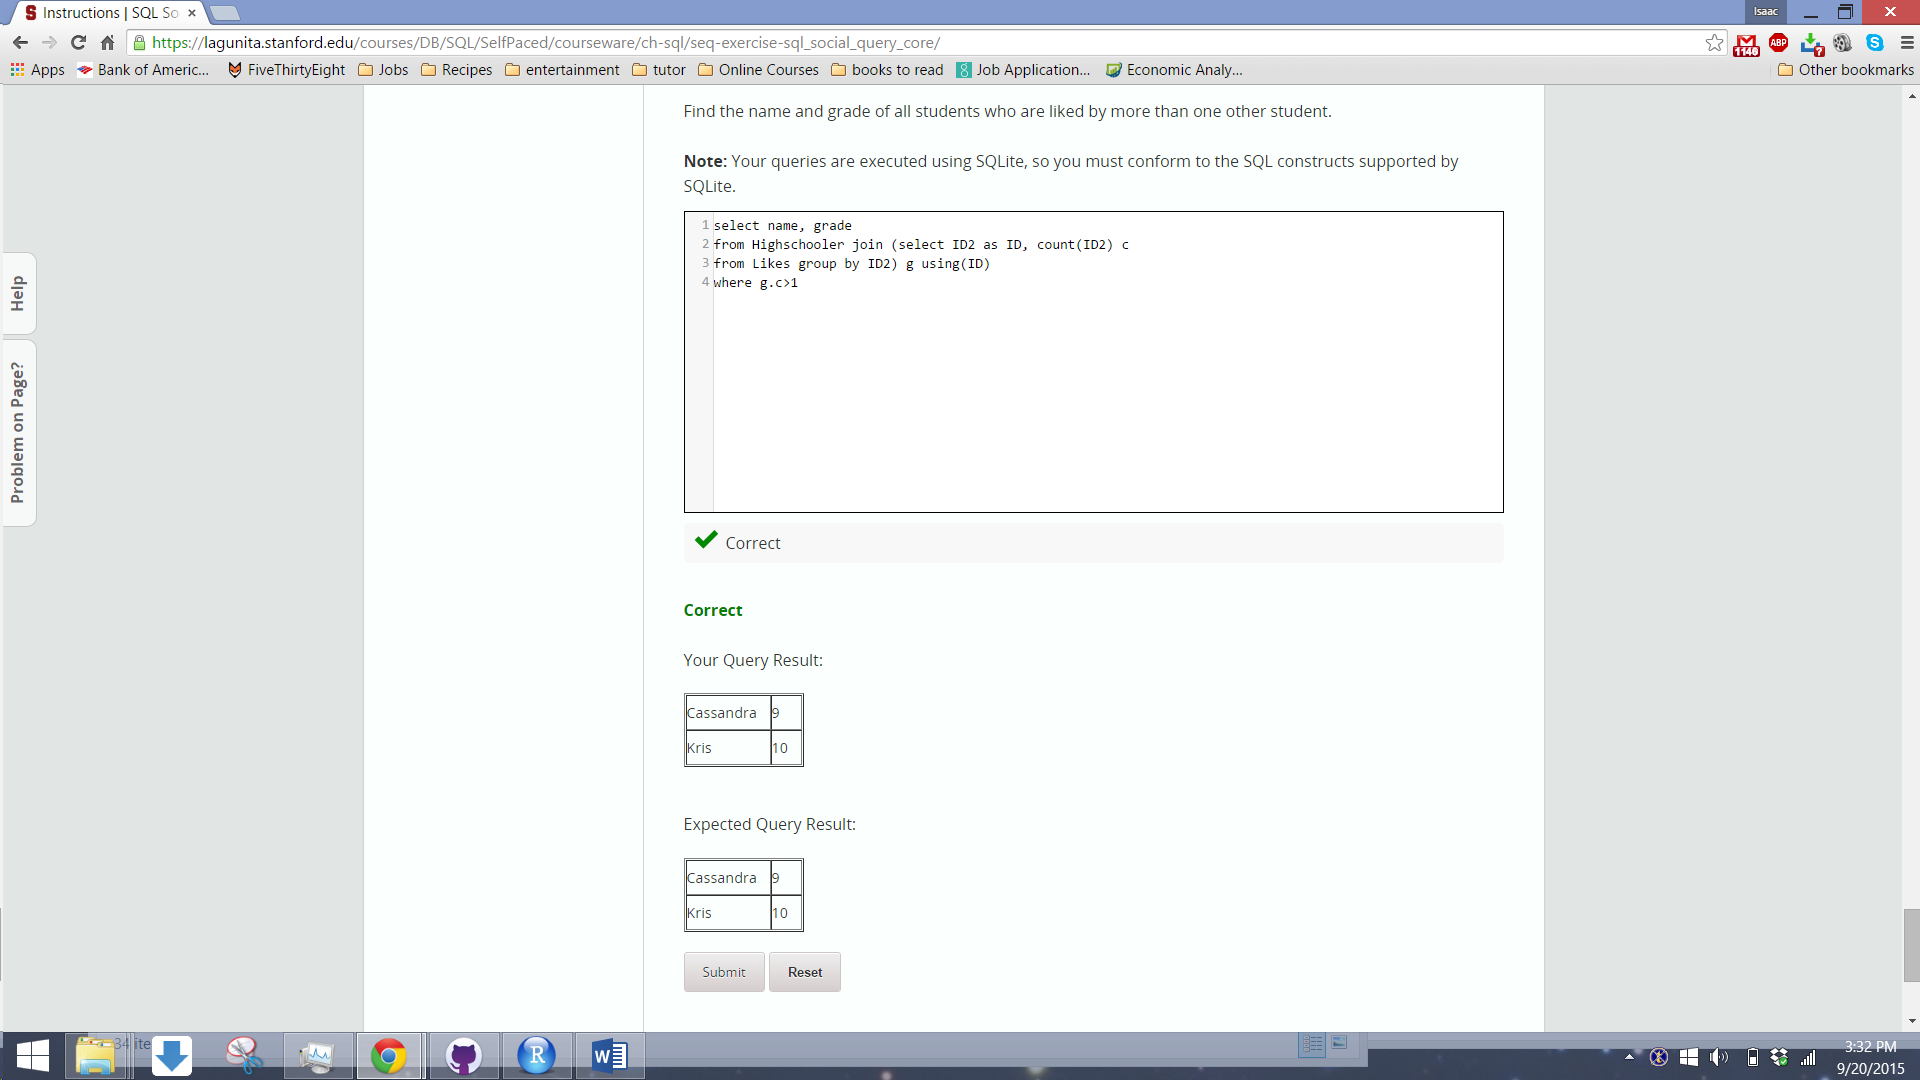 Instructions | SQL So
Isaac
https://lagunita.stanford.edu/courses/DB/SQL/SelfPaced/courseware/ch-sql/seq-exercise-sql_social_query_core/
1146
ABP
?
Apps
Bank of Americ...
FiveThirtyEight
Jobs
Recipes
entertainment
tutor
Online Courses
books to read
Job Application...
Economic Analy...
Other bookmarks
Find the name and grade of all students who are liked by more than one other student.
Note: Your queries are executed using SQLite, so you must conform to the SQL constructs supported by
SQLite.
1 select name, grade
2 from Highschooler join (select ID2 as ID, count(ID2) c
3 from Likes group by ID2) g using(ID)
4 where g.c>1
Help
Problem on Page?
Correct
Correct
Your Query Result:
Cassandra 9
Kris 10
Expected Query Result:
Cassandra 9
Kris 10
Submit
Reset
34 ite
3:32 PM
9/20/2015